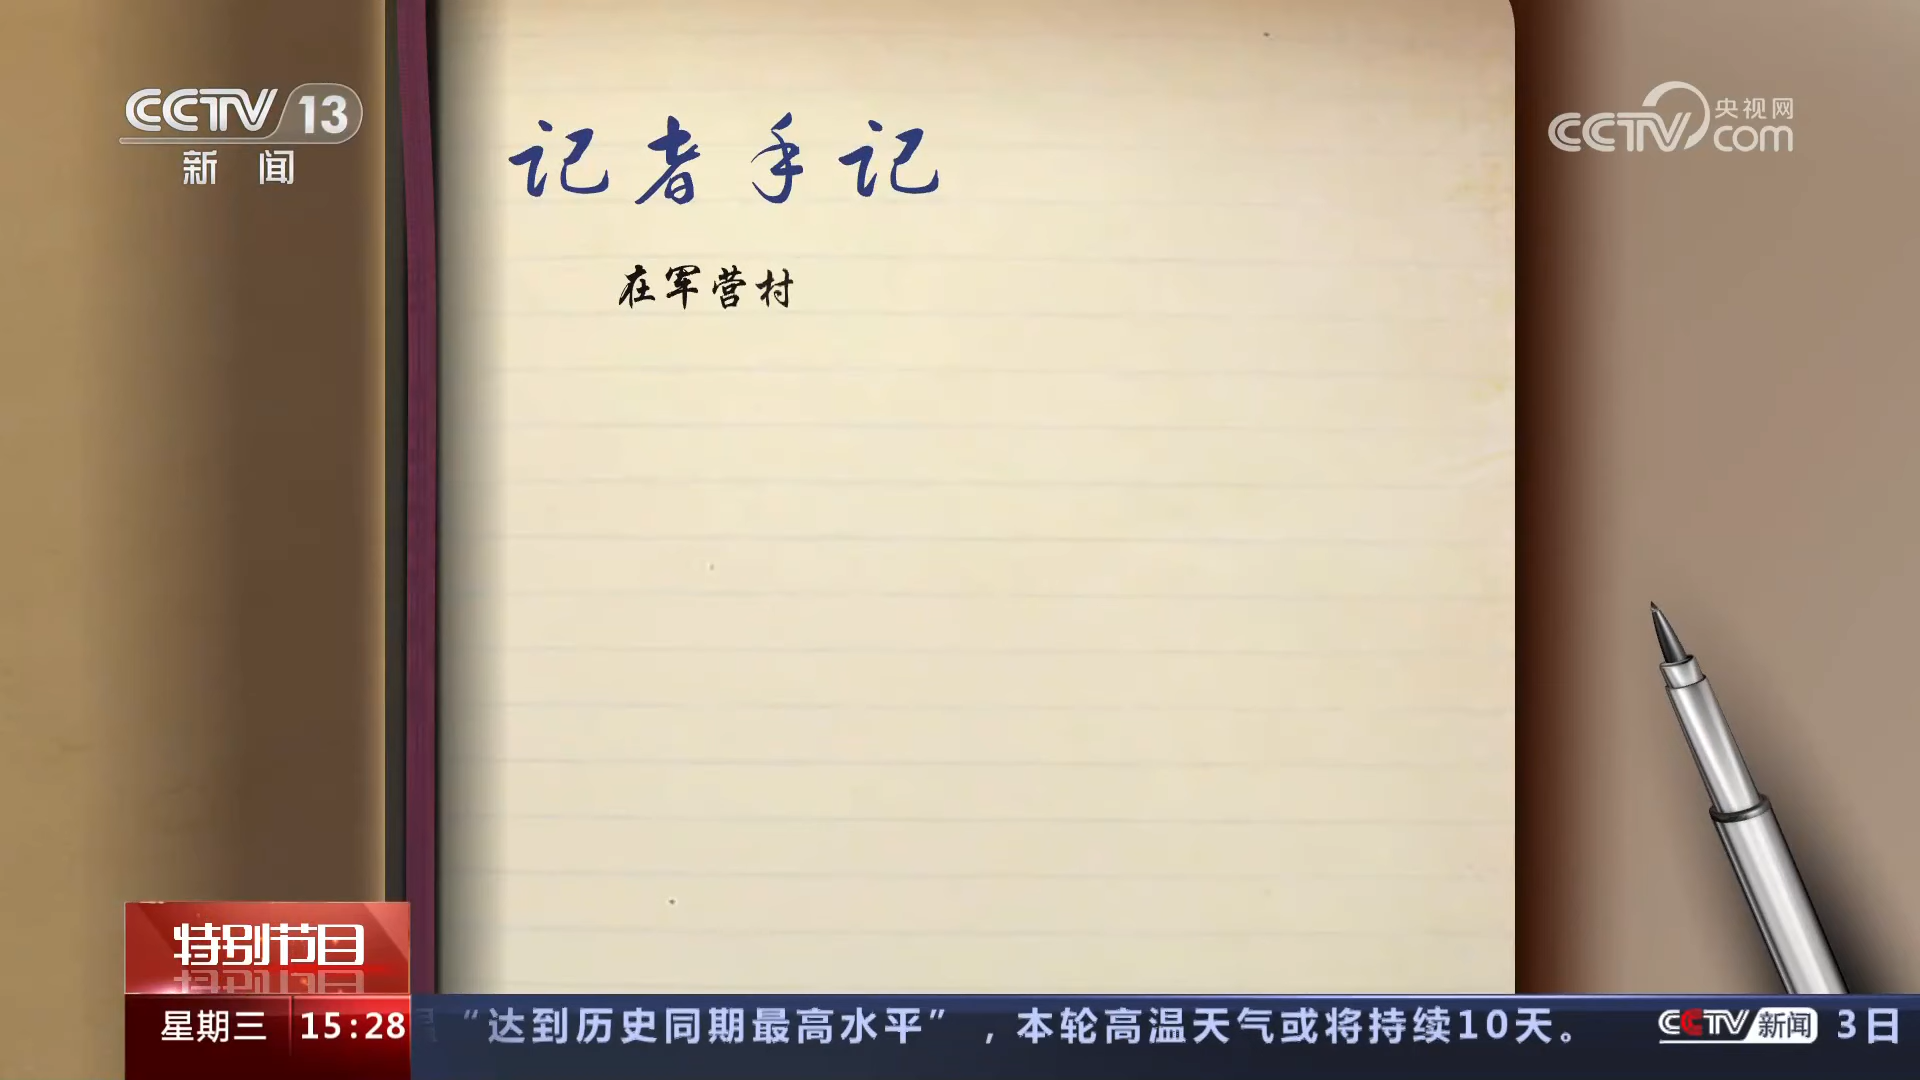 CCTV 13
新闻
央视网
CCTV.com
记者手记
在军营村
特别节目
星期三 15:28
“达到历史同期最高水平”，本轮高温天气或将持续10天。
CCTV新闻 3日